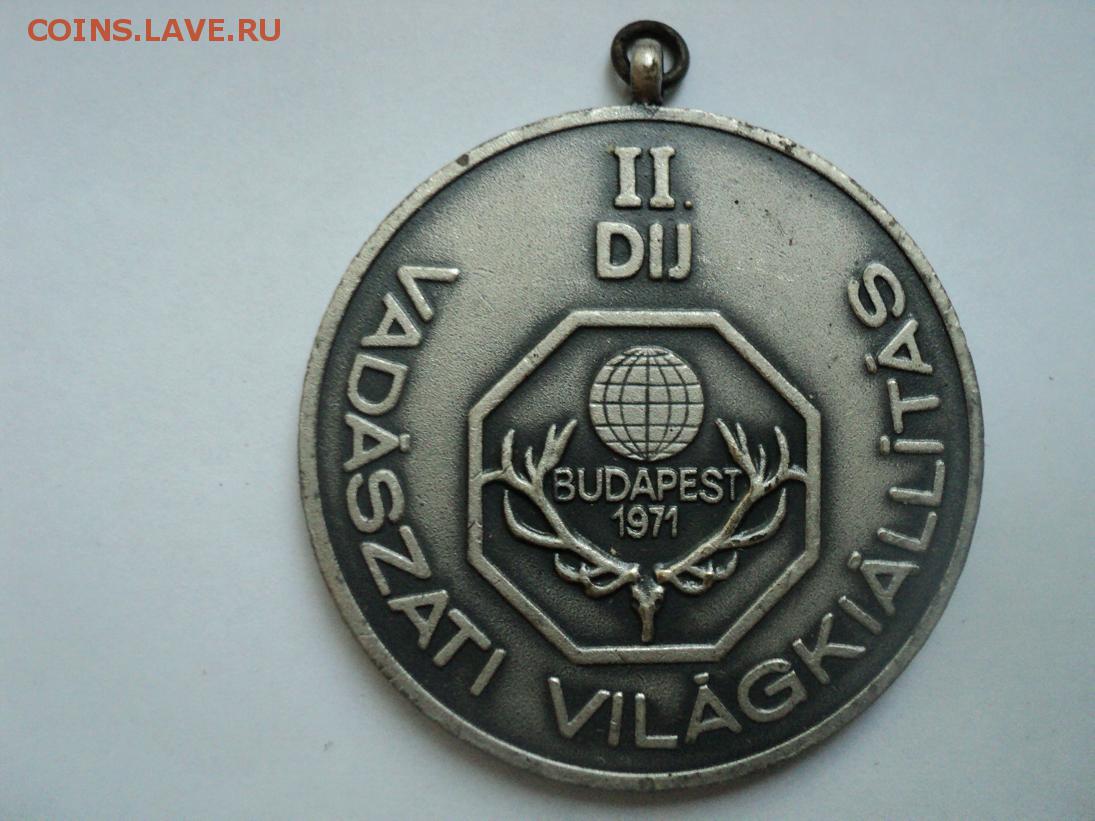 COINS.LAVE.RU
II.
DIJ
VADÁSZATI VILÁGKIÁLLÍTÁS
BUDAPEST
1971